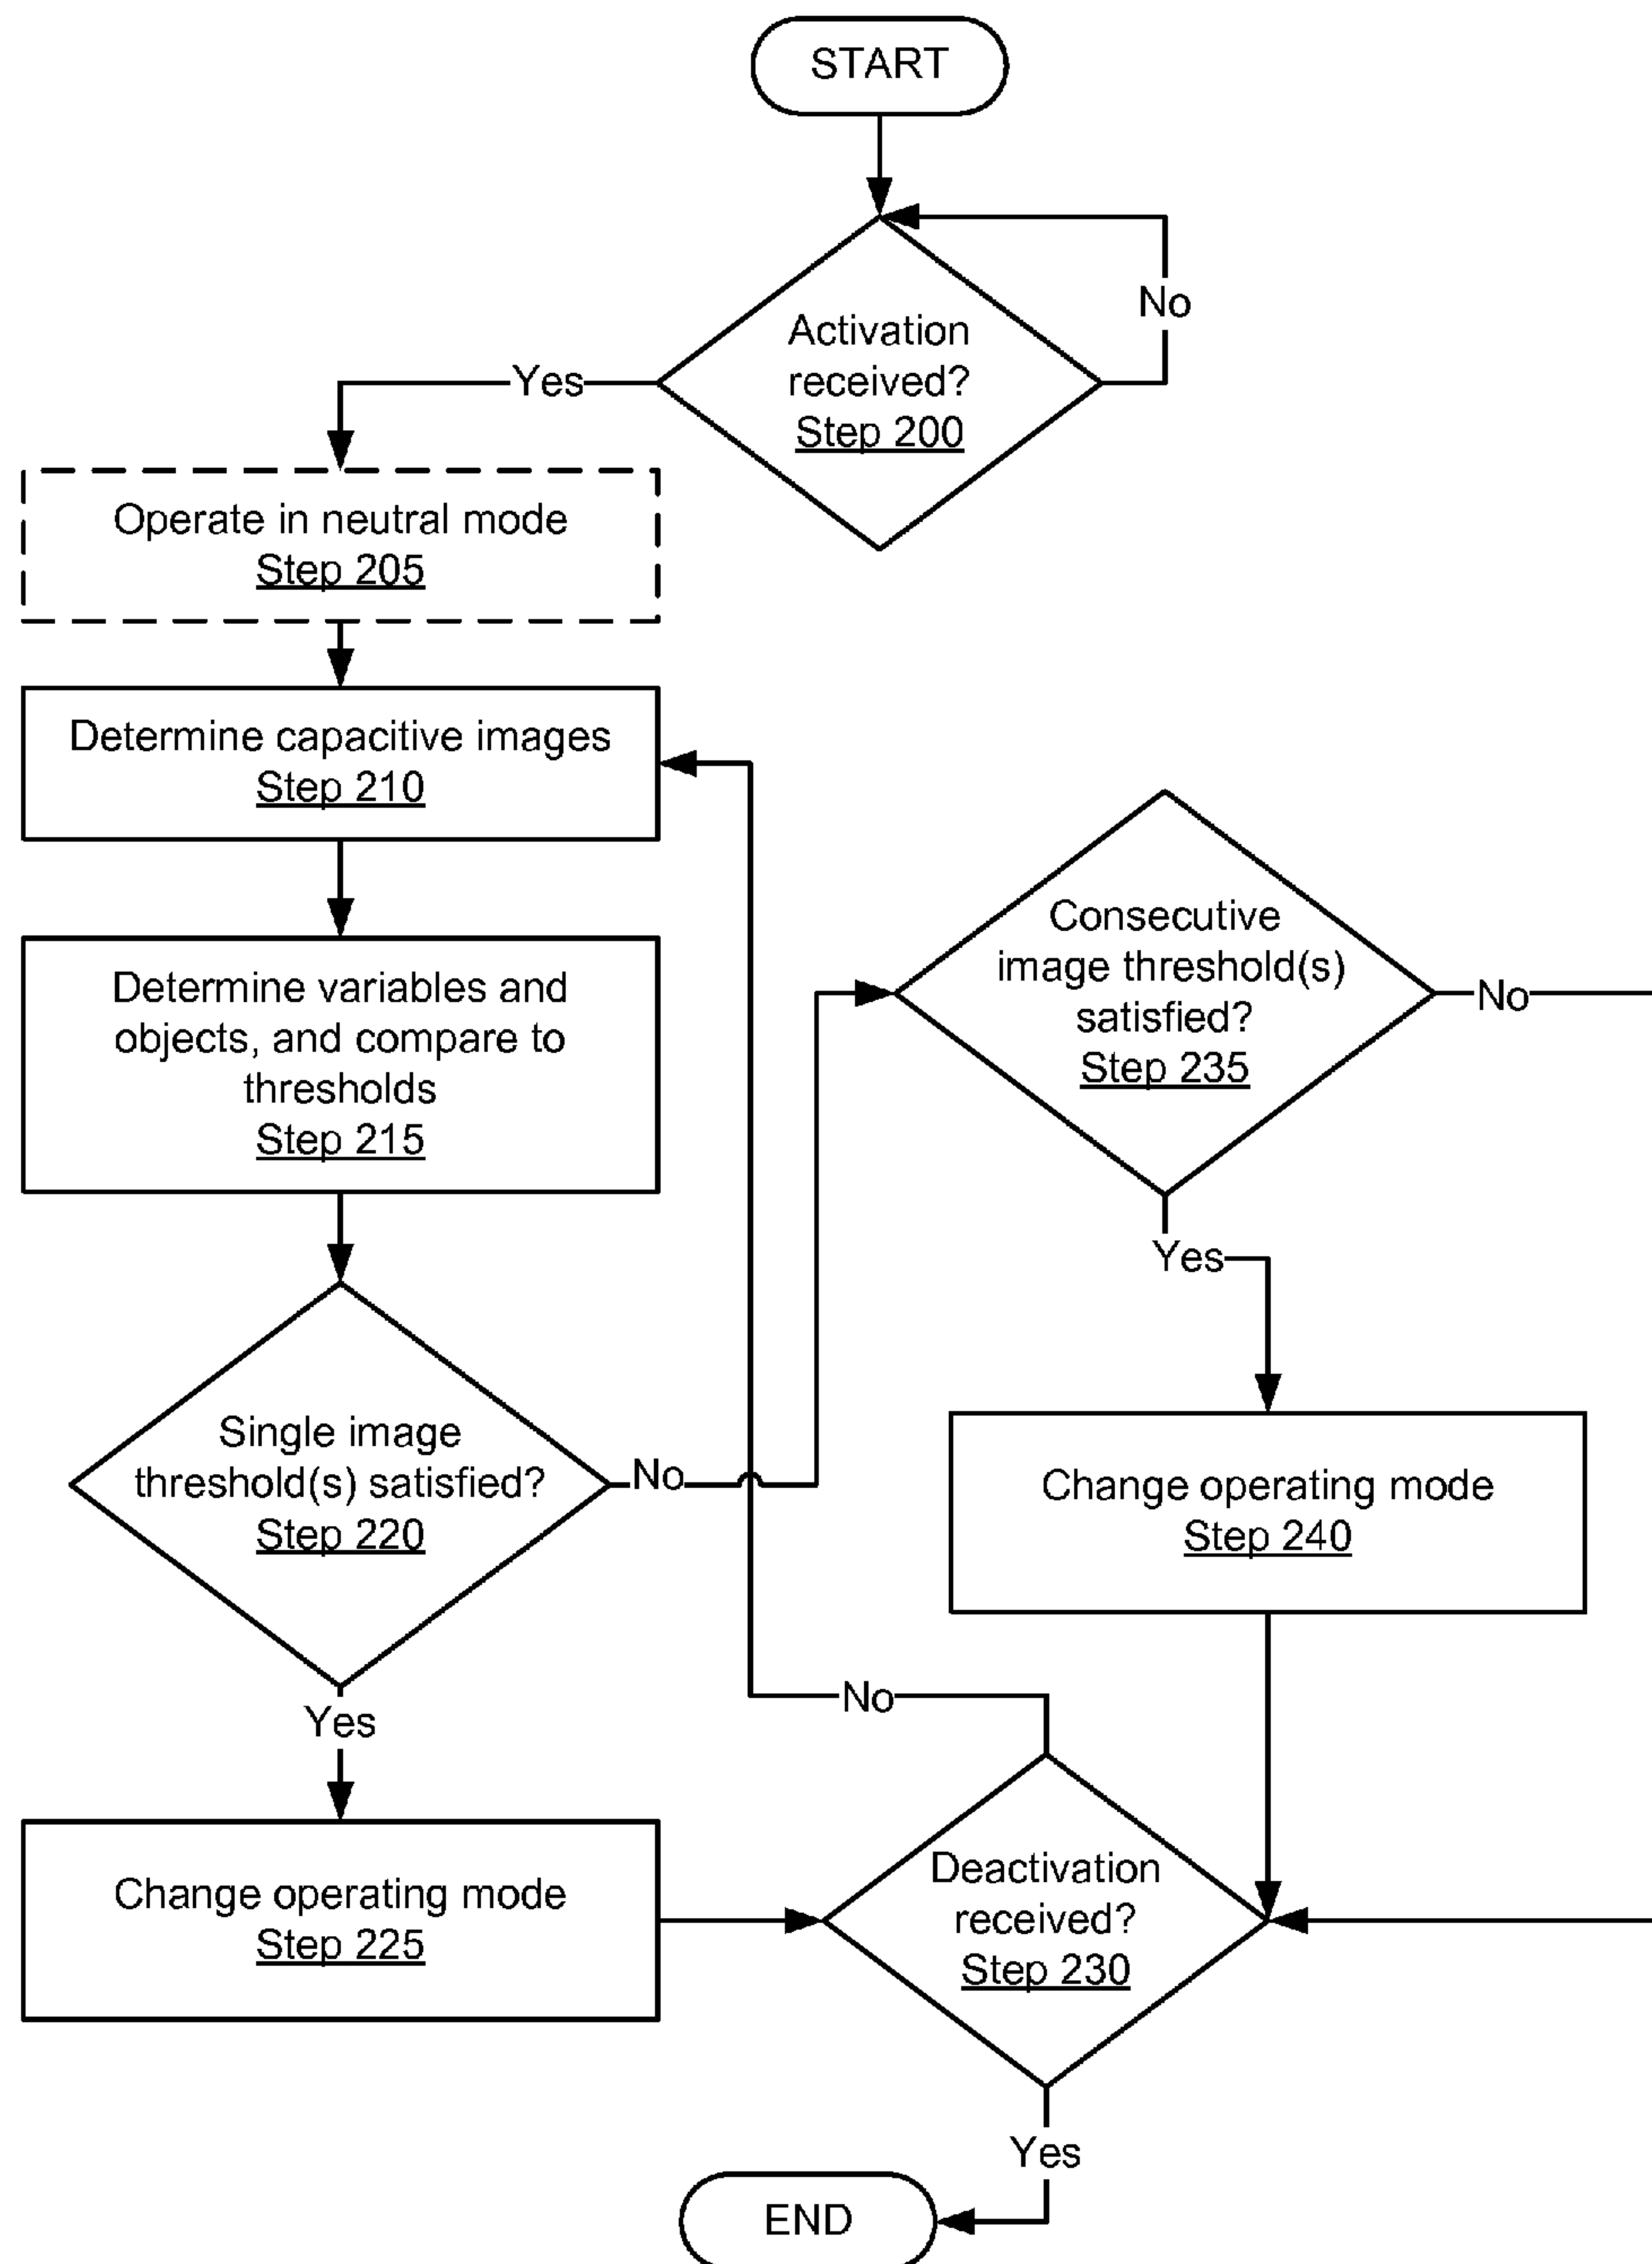 START
Activation
received?
Step 200
No
Yes
Operate in neutral mode
Step 205
Determine capacitive images
Step 210
Determine variables and
objects, and compare to
thresholds
Step 215
Single image
threshold(s) satisfied?
Step 220
No
Yes
Change operating mode
Step 225
Consecutive
image threshold(s)
satisfied?
Step 235
No
Yes
Change operating mode
Step 240
No
Deactivation
received?
Step 230
Yes
END